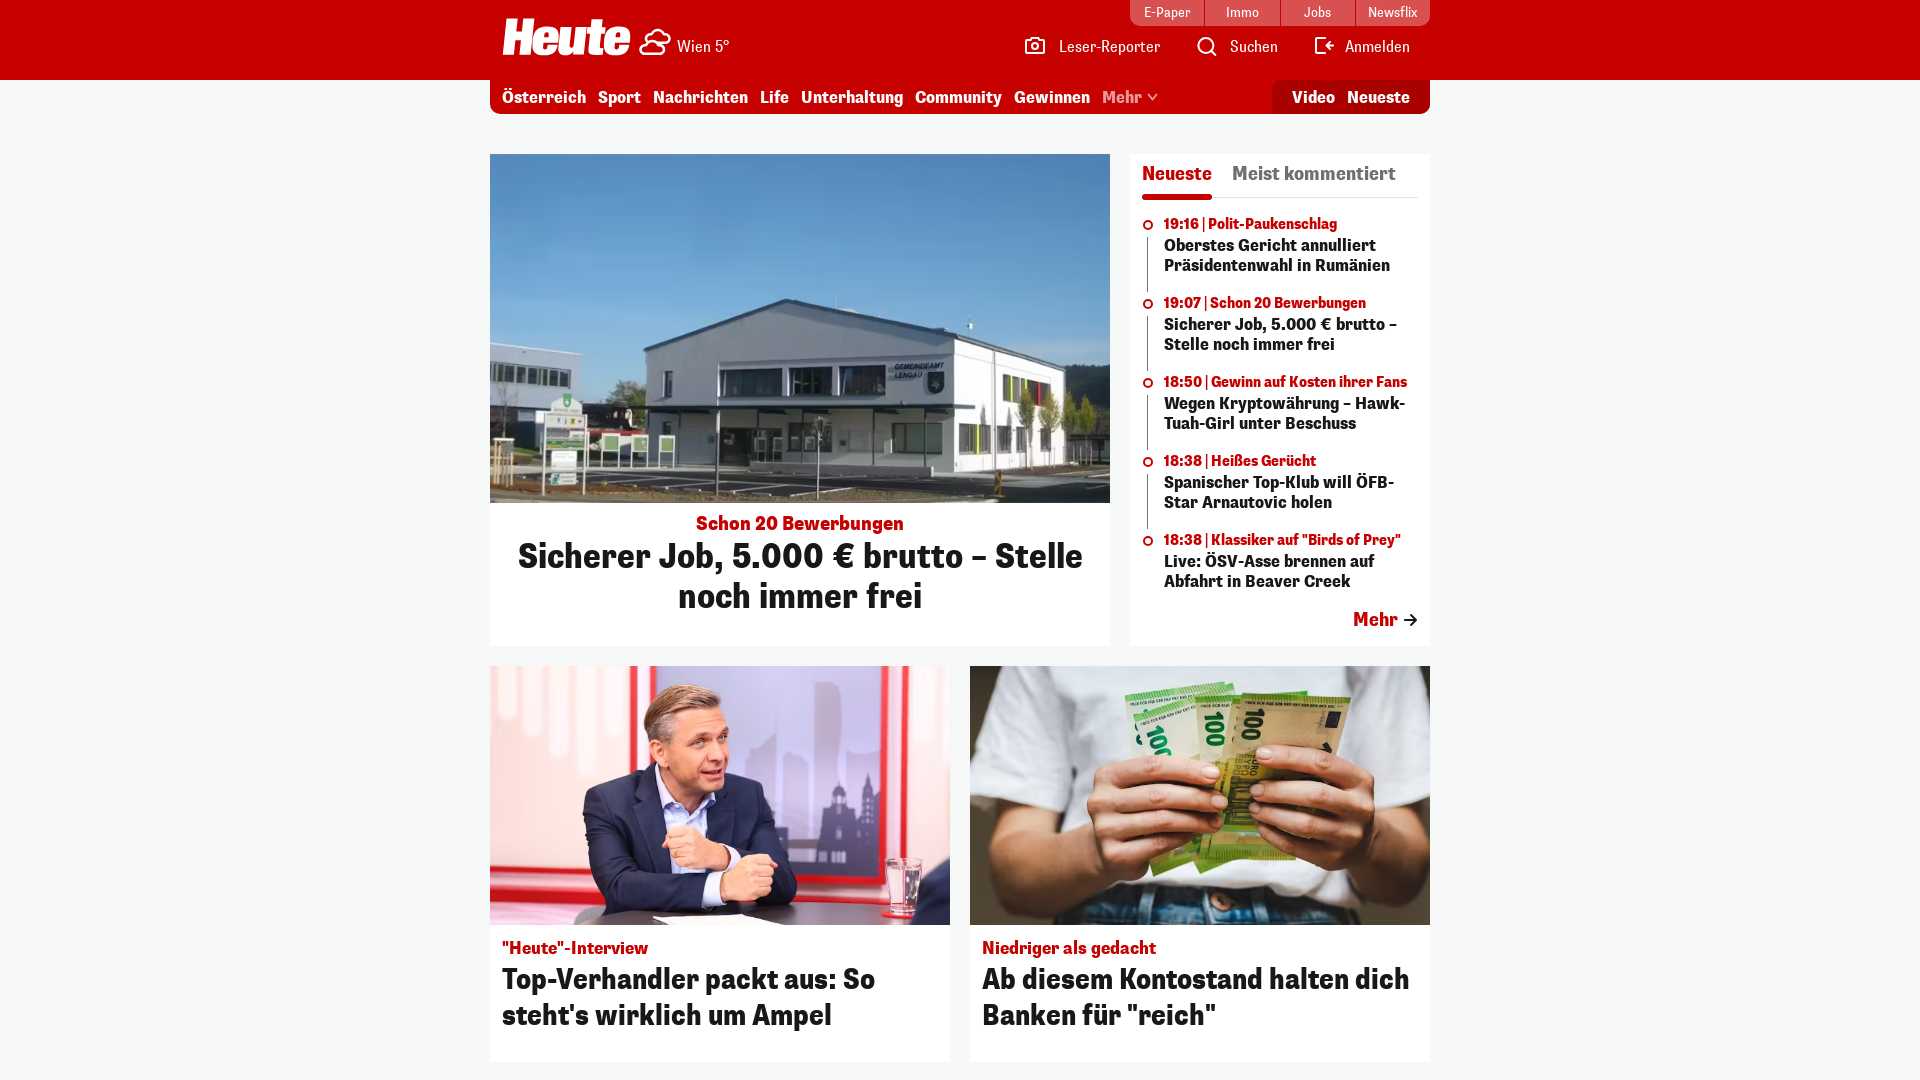 E-Paper
Immo
Jobs
Newsflix
Heute
Wien 5°
Leser-Reporter
Suchen
Anmelden
Österreich
Sport
Nachrichten
Life
Unterhaltung
Community
Gewinnen
Mehr
Video
Neueste
GEMEINDEAMT
LENGAU
Schon 20 Bewerbungen
Sicherer Job, 5.000 € brutto – Stelle
noch immer frei
Neueste
Meist kommentiert
19:16 | Polit-Paukenschlag
Oberstes Gericht annulliert
Präsidentenwahl in Rumänien
19:07 | Schon 20 Bewerbungen
Sicherer Job, 5.000 € brutto –
Stelle noch immer frei
18:50 | Gewinn auf Kosten ihrer Fans
Wegen Kryptowährung – Hawk-
Tuah-Girl unter Beschuss
18:38 | Heißes Gerücht
Spanischer Top-Klub will ÖFB-
Star Arnautovic holen
18:38 | Klassiker auf "Birds of Prey"
Live: ÖSV-Asse brennen auf
Abfahrt in Beaver Creek
Mehr
"Heute"-Interview
Top-Verhandler packt aus: So
steht's wirklich um Ampel
100
100
100
Niedriger als gedacht
Ab diesem Kontostand halten dich
Banken für "reich"